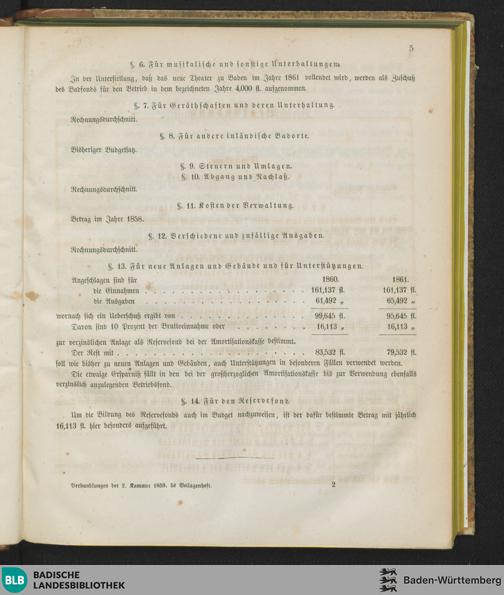 5
§. 6. Für musikalische und sonstige Unterhaltungen.
In der Unterstellung, daß das neue Theater zu Baden im Jahre 1861 vollendet wird, werden als Zuschuß
des Badfonds für den Betrieb in dem bezeichneten Jahre 4,000 fl. aufgenommen.
§. 7. Für Geräthschaften und deren Unterhaltung.
Rechnungsdurchschnitt.
§. 8. Für andere inländische Badorte.
Bisheriger Budgetsatz.
§. 9. Steuern und Umlagen.
§. 10. Abgang und Nachlaß.
Rechnungsdurchschnitt.
§. 11. Kosten der Verwaltung.
Betrag im Jahre 1858.
§. 12. Verschiedene und zufällige Ausgaben.
Rechnungsdurchschnitt.
§. 13. Für neue Anlagen und Gebäude und für Unterstützungen.
Angeschlagen sind für 1860. 1861.
die Einnahmen . . . 161,137 fl. 161,137 fl.
die Ausgaben . . . 61,492 „ 65,492 „
wornach sich ein Ueberschuß ergibt von . . . 99,645 fl. 95,645 fl.
Davon sind 10 Prozent der Bruttoeinnahme oder . . . 16,113 „ 16,113 „
zur verzinslichen Anlage als Reservefond bei der Amortisationskasse bestimmt.
Der Rest mit . . . 83,532 fl. 79,532 fl.
soll wie bisher zu neuen Anlagen und Gebäuden, auch Unterstützungen in besonderen Fällen verwendet werden.
Die etwaige Ersparniß fällt in den bei der großherzoglichen Amortisationskasse bis zur Verwendung ebenfalls
verzinslich anzulegenden Betriebsfond.
§. 14. Für den Reservefond.
Um die Bildung des Reservefonds auch im Budget nachzuweisen, ist der dafür bestimmte Betrag mit jährlich
16,113 fl. hier besonders aufgeführt.
Verhandlungen der 2. Kammer 1859. 5s Beilagenheft. 2
BLB BADISCHE
LANDESBIBLIOTHEK
Baden-Württemberg